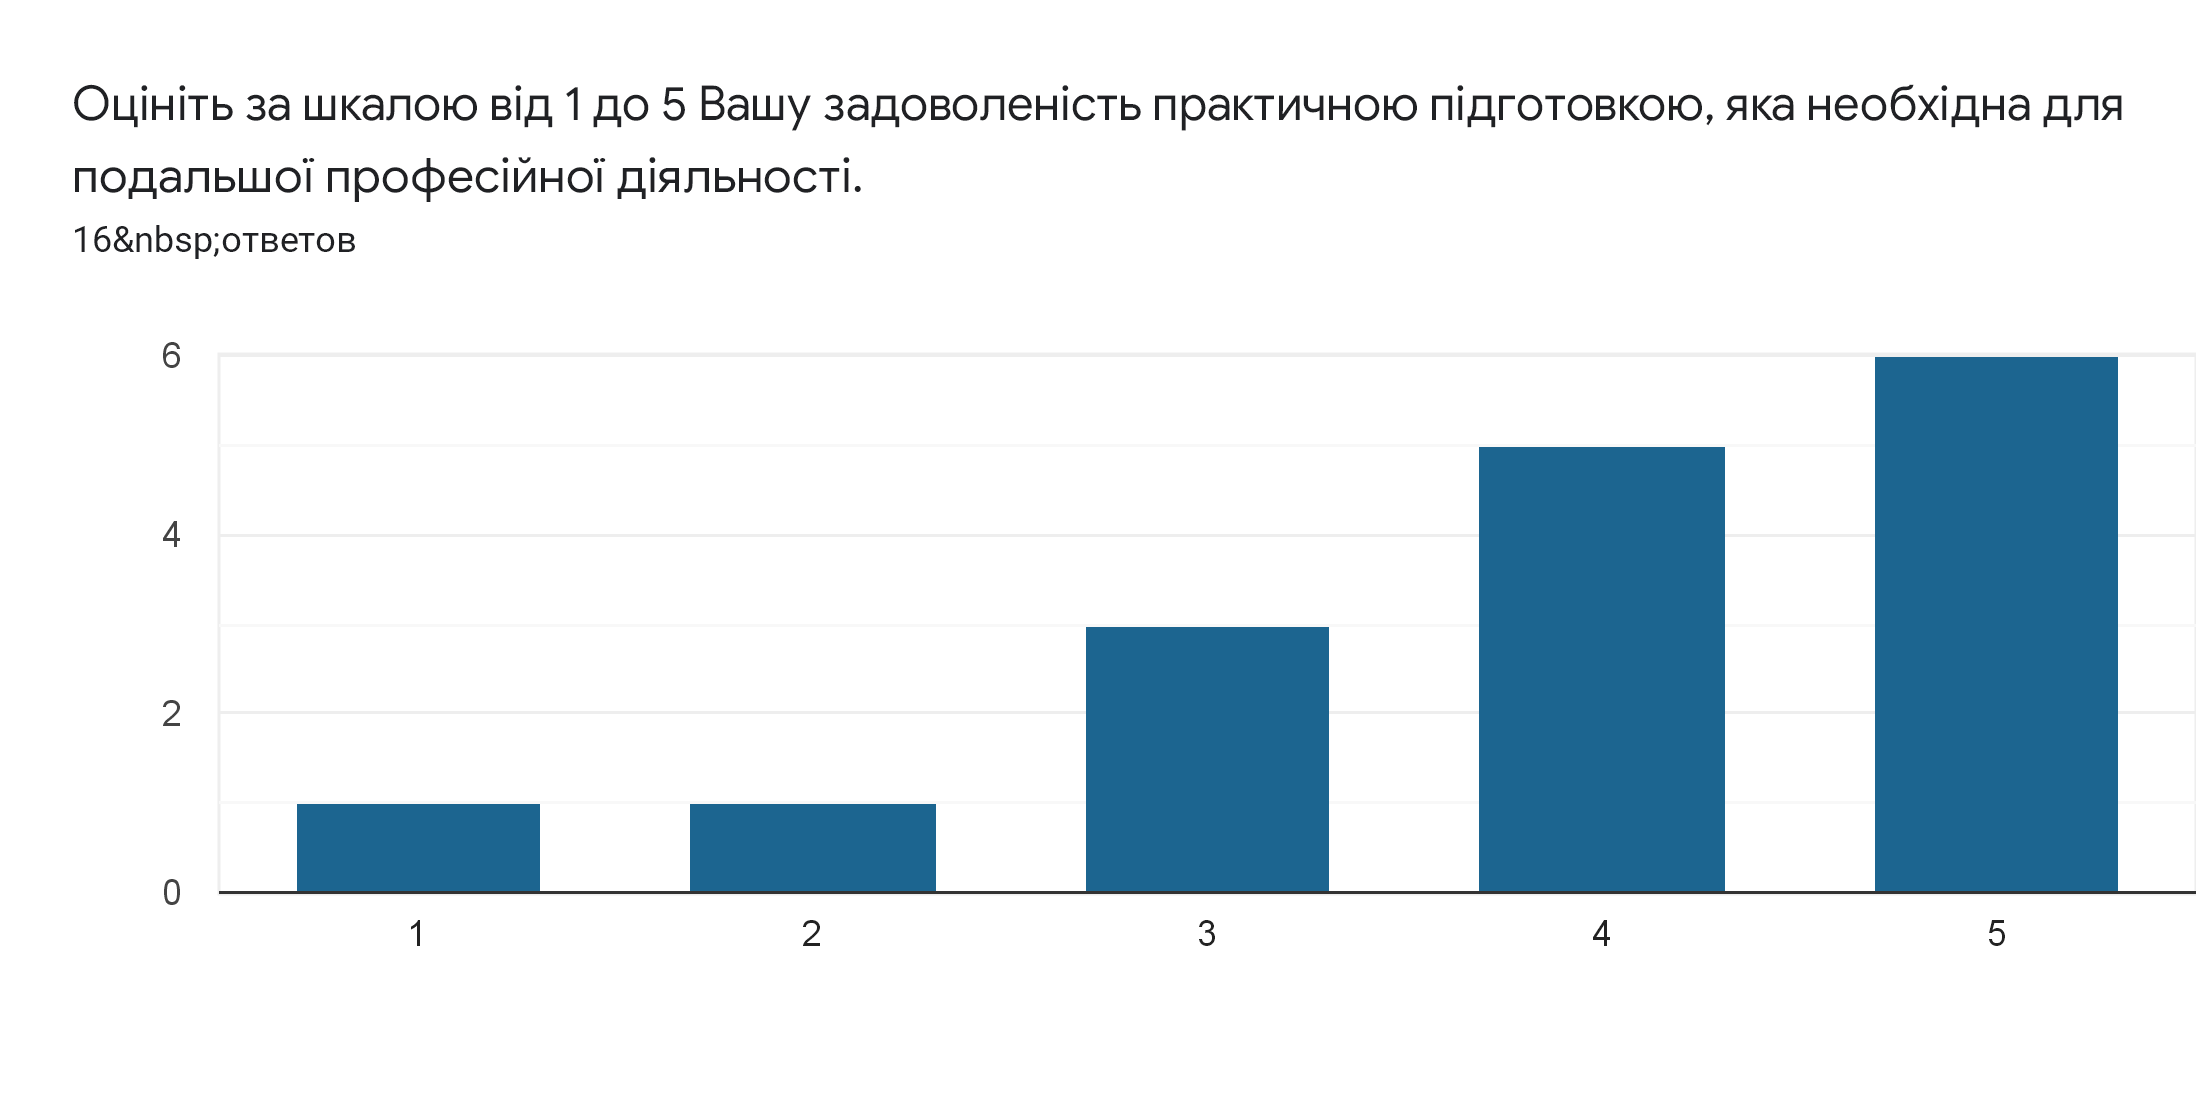 Оцініть за шкалою від 1 до 5 Вашу задоволеність практичною підготовкою, яка необхідна для
подальшої професійної діяльності.
16&nbsp;ответов
6
4
2
0
1 2 3 4 5